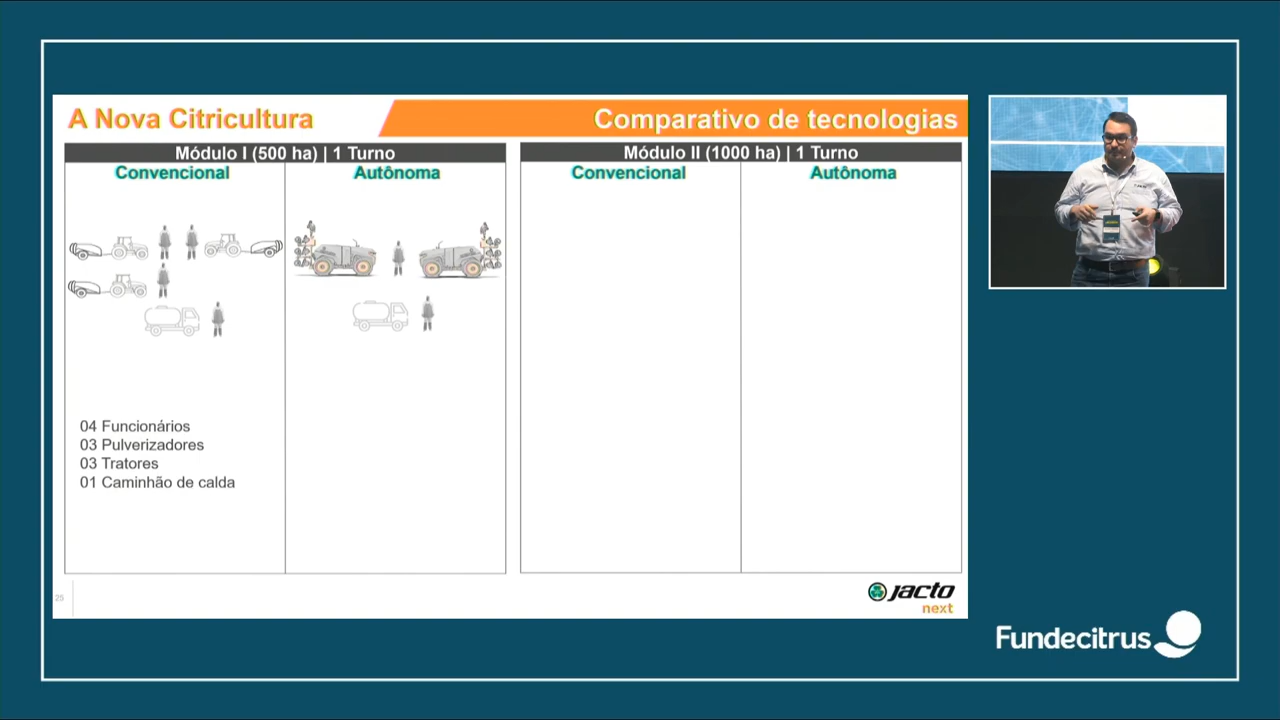 A Nova Citricultura
Comparativo de tecnologias
Módulo I (500 ha) | 1 Turno
Convencional
Autônoma
04 Funcionários
03 Pulverizadores
03 Tratores
01 Caminhão de calda
Módulo II (1000 ha) | 1 Turno
Convencional
Autônoma
25
jacto
next
Fundecitrus